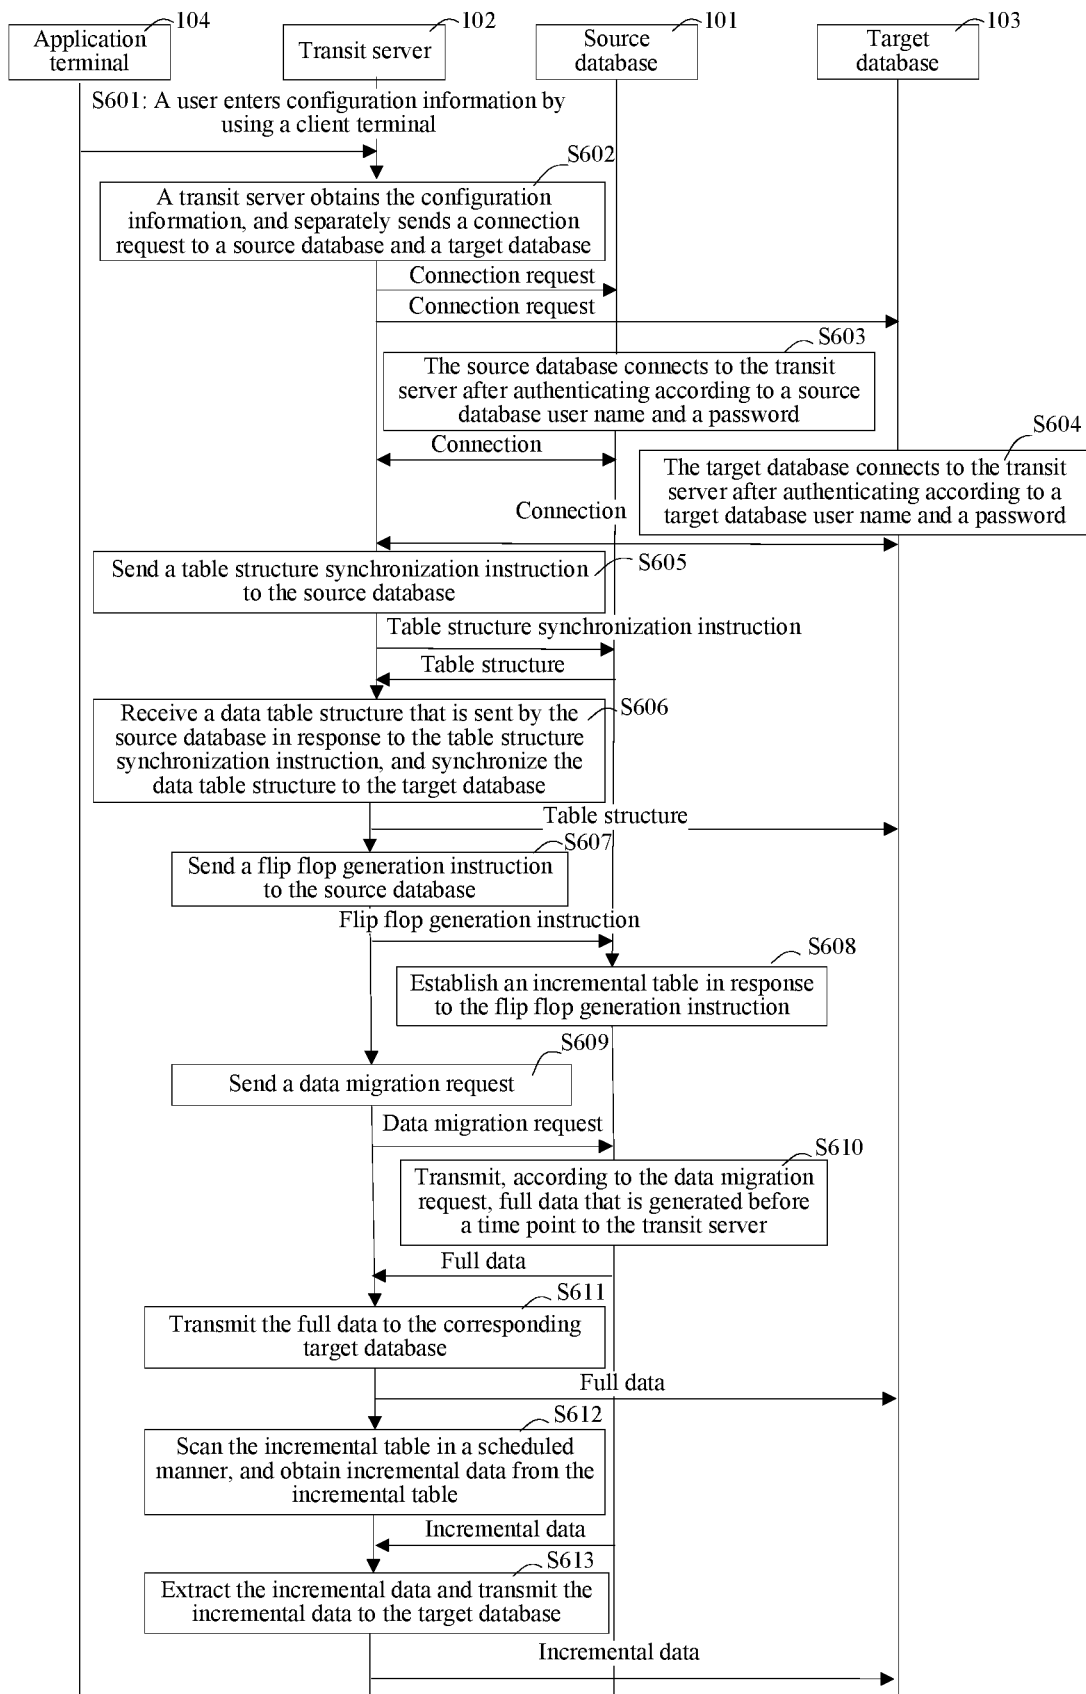 104
102
101
103
Application
terminal
Transit server
Source
database
Target
database
S601: A user enters configuration information by
using a client terminal
S602
A transit server obtains the configuration
information, and separately sends a connection
request to a source database and a target database
Connection request
Connection request
S603
The source database connects to the transit
server after authenticating according to a source
database user name and a password
S604
Connection
The target database connects to the transit
server after authenticating according to a
target database user name and a password
Connection
S605
Send a table structure synchronization instruction
to the source database
Table structure synchronization instruction
Table structure
S606
Receive a data table structure that is sent by the
source database in response to the table structure
synchronization instruction, and synchronize the
data table structure to the target database
Table structure
S607
Send a flip flop generation instruction
to the source database
Flip flop generation instruction
S608
Establish an incremental table in response
to the flip flop generation instruction
S609
Send a data migration request
Data migration request
S610
Transmit, according to the data migration
request, full data that is generated before
a time point to the transit server
Full data
S611
Transmit the full data to the corresponding
target database
Full data
S612
Scan the incremental table in a scheduled
manner, and obtain incremental data from the
incremental table
Incremental data
S613
Extract the incremental data and transmit the
incremental data to the target database
Incremental data